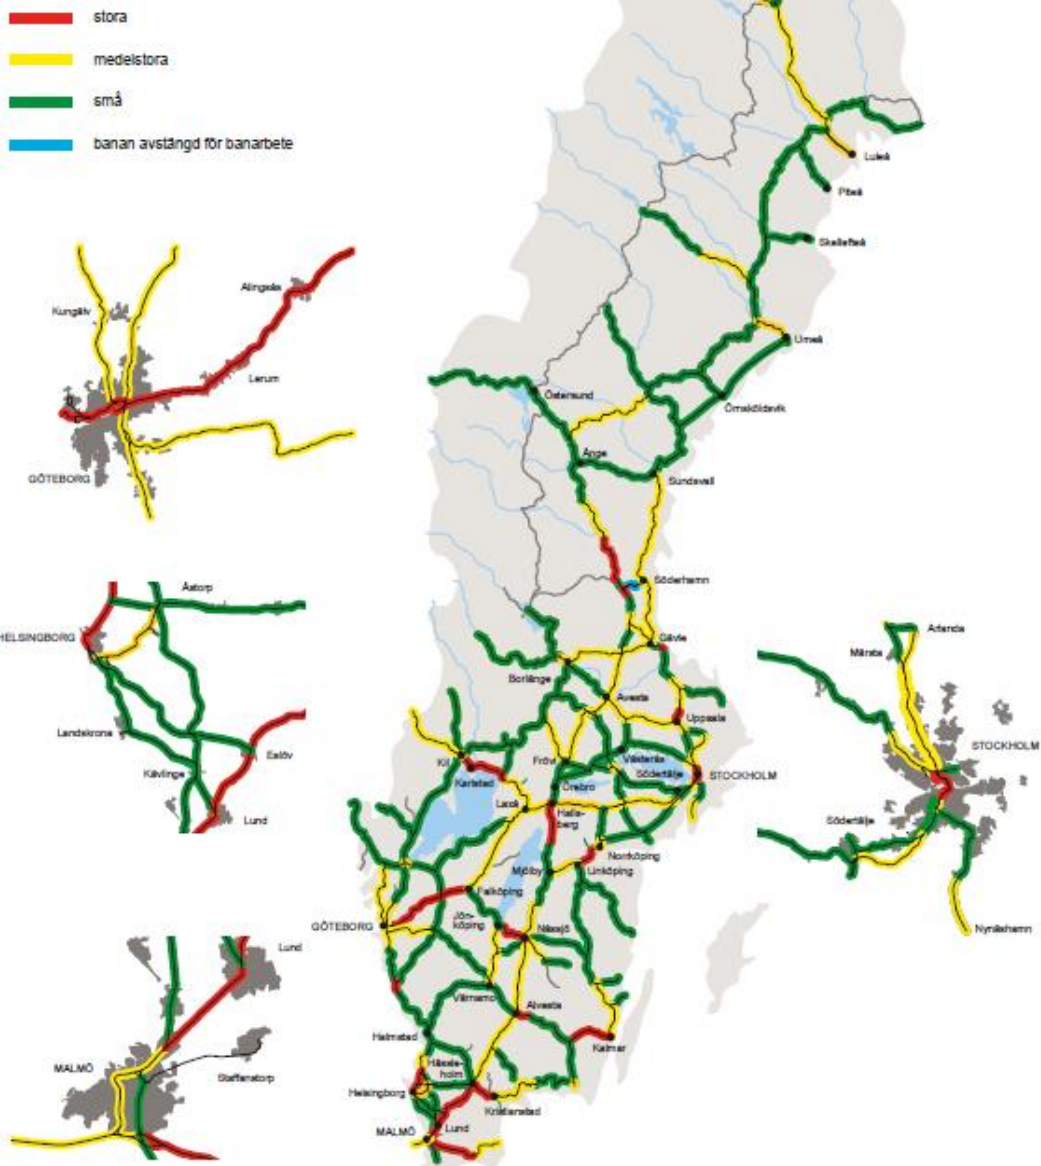 stora
medelstora
små
banan avstängd för banarbete
Luleå
Piteå
Skellefteå
Umeå
Örnsköldsvik
Östersund
Ånge
Sundsvall
Söderhamn
Gävle
Borlänge
Avesta
Uppsala
Kil
Karlstad
Frövi
Västerås
Södertälje
STOCKHOLM
Örebro
Laxå
Halls-
berg
Norrköping
Mjölby
Linköping
Falköping
GÖTEBORG
Jön-
köping
Nässjö
Värnamo
Alvesta
Halmstad
Kalmar
Hässle-
holm
Helsingborg
Kristianstad
Lund
MALMÖ
Kungälv
Alingsås
Lerum
GÖTEBORG
Åstorp
HELSINGBORG
Landskrona
Eslöv
Kävlinge
Lund
Lund
MALMÖ
Staffanstorp
Arlanda
Märsta
STOCKHOLM
Södertälje
Nynäshamn